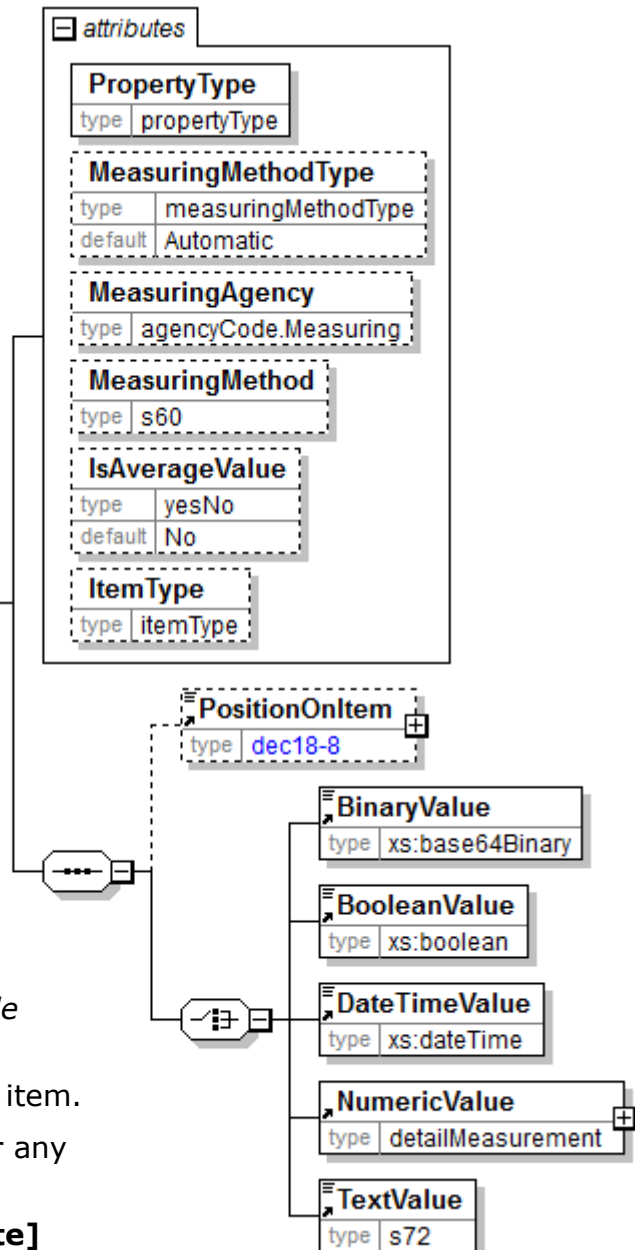 attributes
PropertyType
type propertyType
MeasuringMethodType
type measuringMethodType
default Automatic
MeasuringAgency
type agencyCode.Measuring
MeasuringMethod
type s60
IsAverageValue
type yesNo
default No
ItemType
type itemType
PositionOnItem
type dec18-8
BinaryValue
type xs:base64Binary
BooleanValue
type xs:boolean
DateTimeValue
type xs:dateTime
item.
NumericValue
type detailMeasurement
any
TextValue
type s72